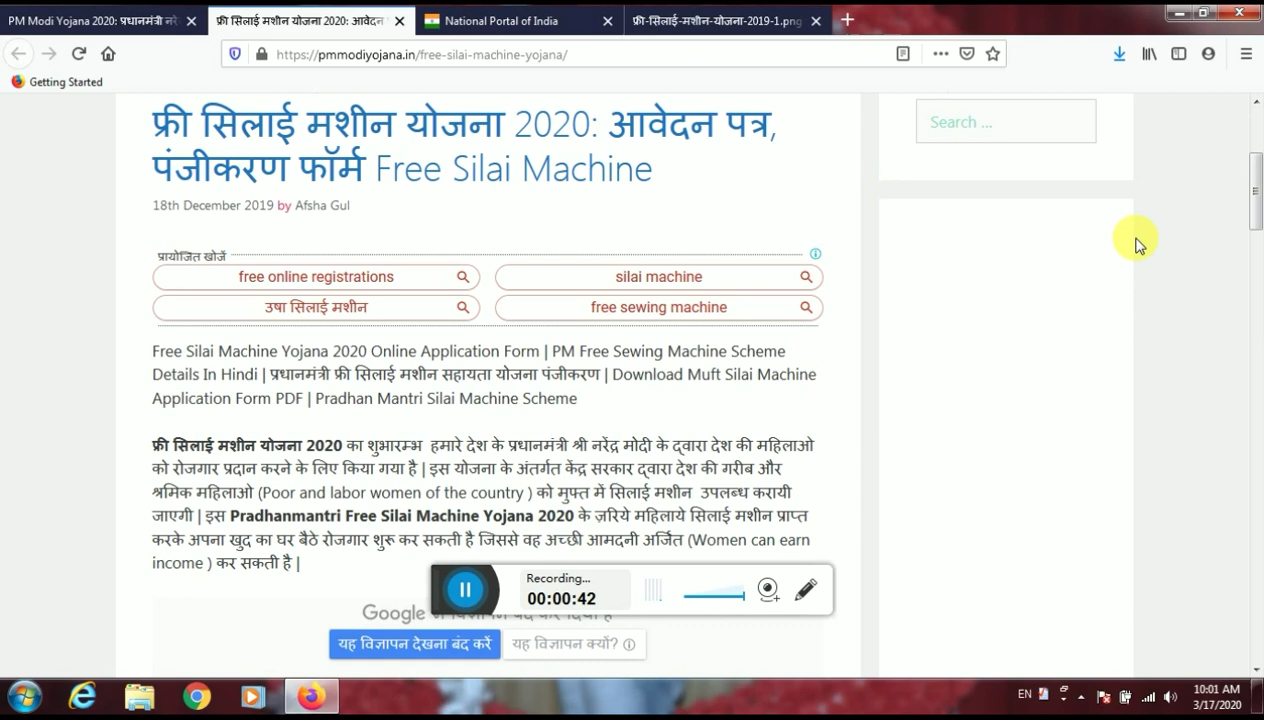 PM Modi Yojana 2020: प्रधानमंत्री नरे
फ्री सिलाई मशीन योजना 2020: आवेदन
National Portal of India
फ्री-सिलाई-मशीन-योजना-2019-1.png
https://pmmodiyojana.in/free-silai-machine-yojana/
Getting Started
फ्री सिलाई मशीन योजना 2020: आवेदन पत्र,
पंजीकरण फॉर्म Free Silai Machine
Search ...
18th December 2019 by Afsha Gul
प्रायोजित खोजें
free online registrations
silai machine
उषा सिलाई मशीन
free sewing machine
Free Silai Machine Yojana 2020 Online Application Form | PM Free Sewing Machine Scheme
Details In Hindi | प्रधानमंत्री फ्री सिलाई मशीन सहायता योजना पंजीकरण | Download Muft Silai Machine
Application Form PDF | Pradhan Mantri Silai Machine Scheme
फ्री सिलाई मशीन योजना 2020 का शुभारम्भ हमारे देश के प्रधानमंत्री श्री नरेंद्र मोदी के द्वारा देश की महिलाओ
को रोजगार प्रदान करने के लिए किया गया है | इस योजना के अंतर्गत केंद्र सरकार द्वारा देश की गरीब और
श्रमिक महिलाओ (Poor and labor women of the country ) को मुफ्त में सिलाई मशीन उपलब्ध करायी
जाएगी | इस Pradhanmantri Free Silai Machine Yojana 2020 के ज़रिये महिलाये सिलाई मशीन प्राप्त
करके अपना खुद का घर बैठे रोजगार शुरू कर सकती है जिससे वह अच्छी आमदनी अर्जित (Women can earn
income ) कर सकती है |
Recording...
00:00:42
Google
यह विज्ञापन देखना बंद करें
यह विज्ञापन क्यों?
EN
10:01 AM
3/17/2020